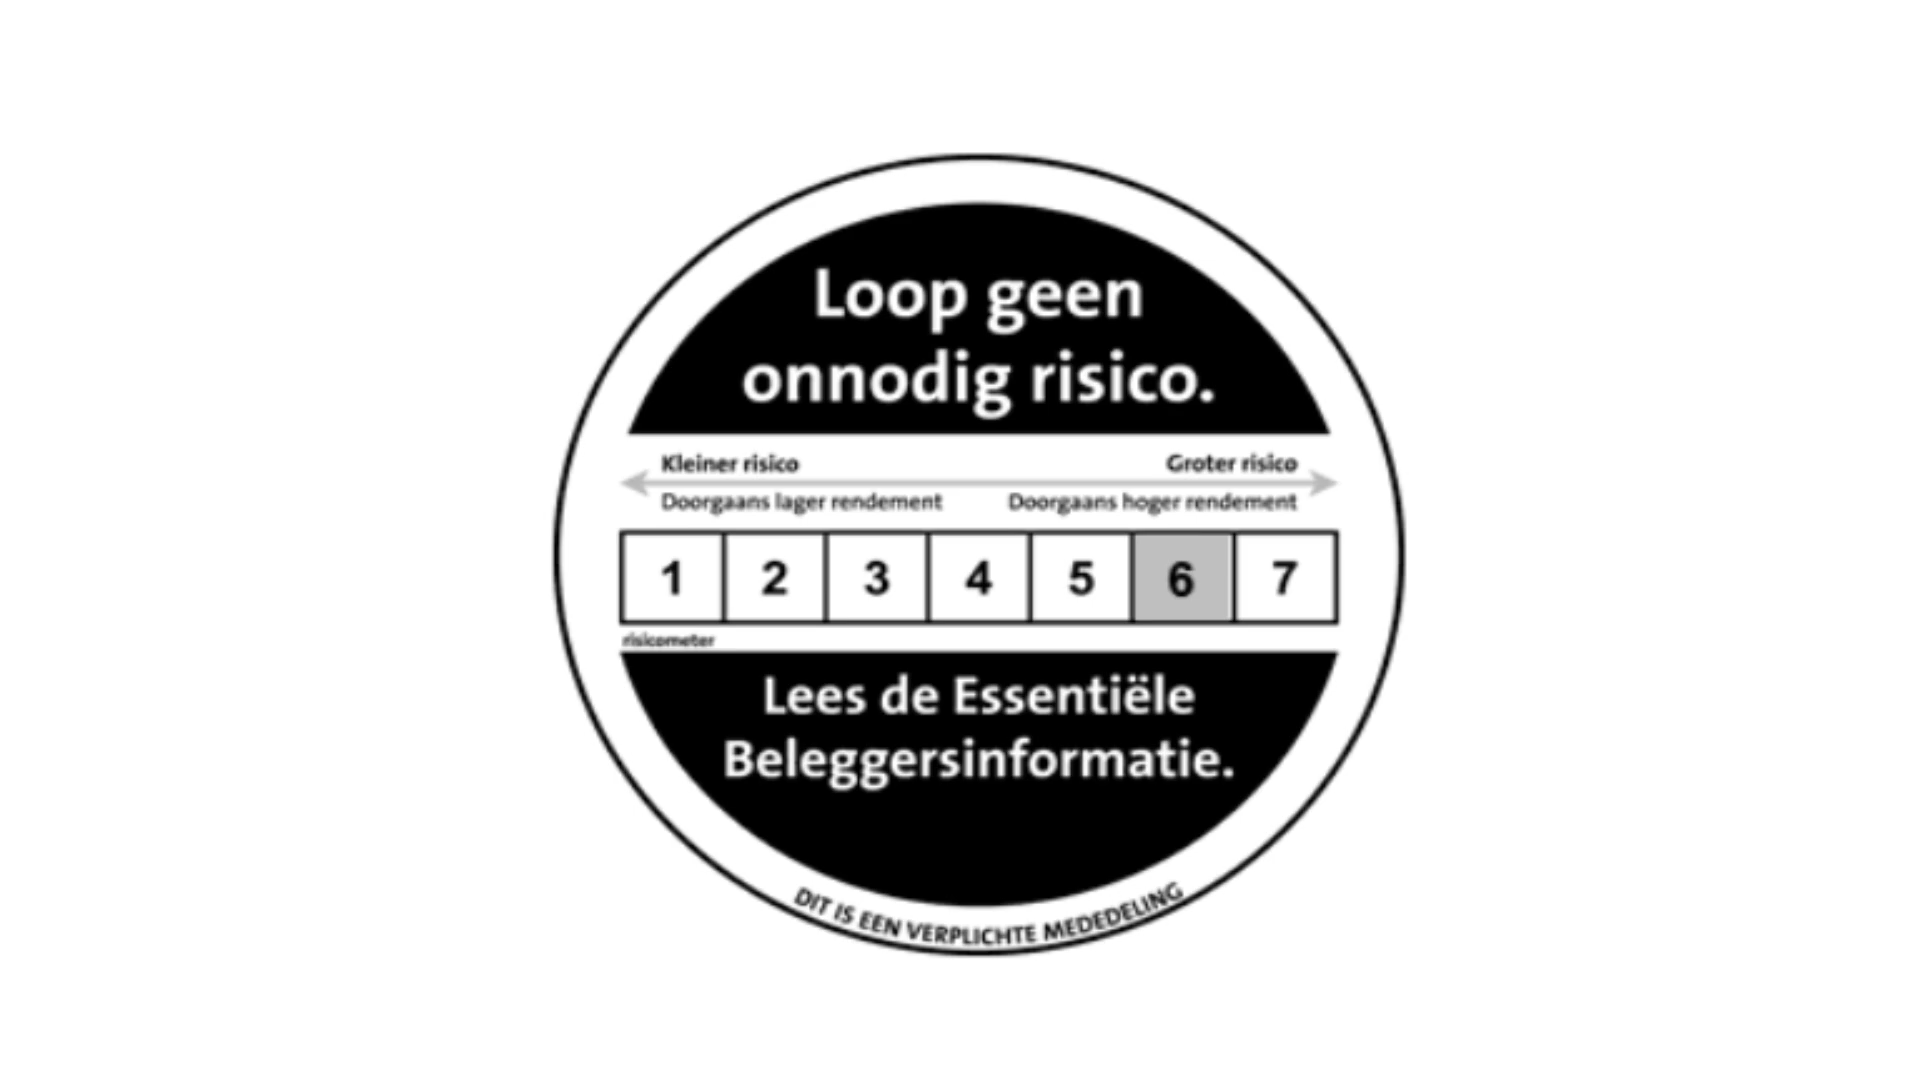 Loop geen
onnodig risico.
Kleiner risico Groter risico
Doorgaans lager rendement Doorgaans hoger rendement
1 2 3 4 5 6 7
risicometer
Lees de Essentiële
Beleggersinformatie.
DIT IS EEN VERPLICHTE MEDEDELING